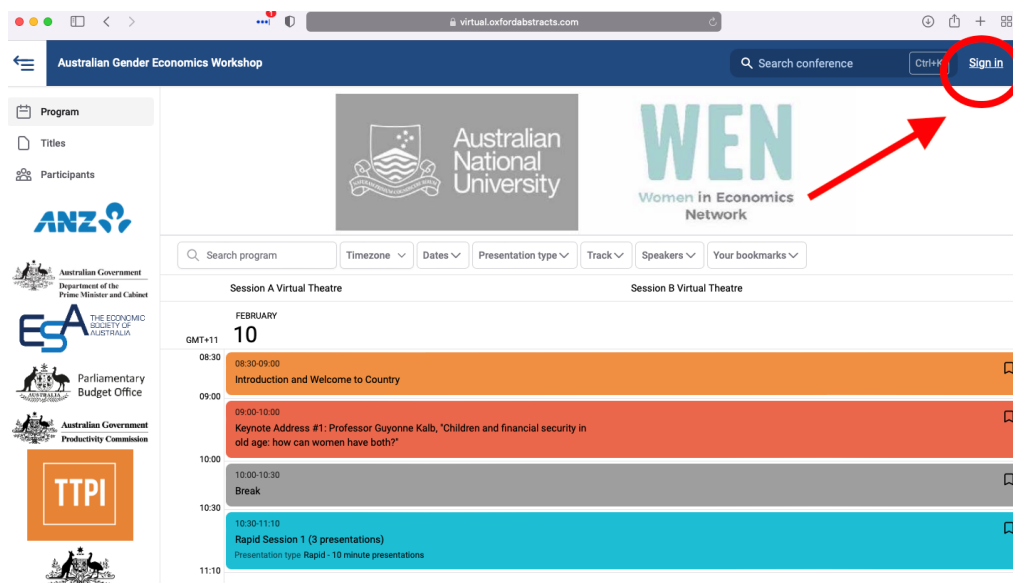 1
virtual.oxfordabstracts.com
Australian Gender Economics Workshop
Search conference
Ctrl+K
Sign in
Program
Titles
Participants
ANZ
Australian Government
Department of the
Prime Minister and Cabinet
ESA
THE ECONOMIC
SOCIETY OF
AUSTRALIA
Parliamentary
Budget Office
Australian Government
Productivity Commission
TTPI
Australian
National
University
WEN
Women in Economics
Network
Search program
Timezone
Dates
Presentation type
Track
Speakers
Your bookmarks
Session A Virtual Theatre
Session B Virtual Theatre
FEBRUARY
10
GMT+11
08:30
08:30-09:00
Introduction and Welcome to Country
09:00
09:00-10:00
Keynote Address #1: Professor Guyonne Kalb, "Children and financial security in
old age: how can women have both?"
10:00
10:00-10:30
Break
10:30
10:30-11:10
Rapid Session 1 (3 presentations)
Presentation type Rapid - 10 minute presentations
11:10